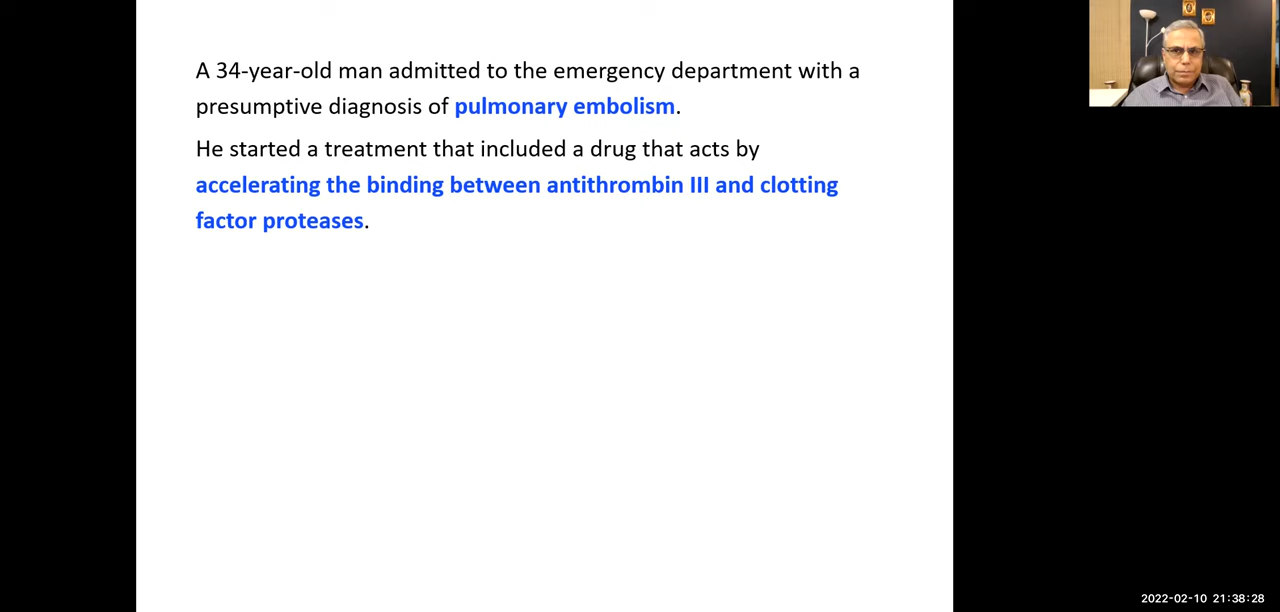 A 34-year-old man admitted to the emergency department with a
presumptive diagnosis of pulmonary embolism.
He started a treatment that included a drug that acts by
accelerating the binding between antithrombin III and clotting
factor proteases.
2022-02-10 21:38:28